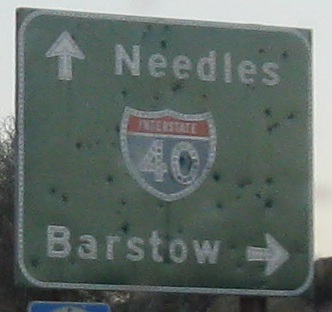 Needles
INTERSTATE
40
Barstow